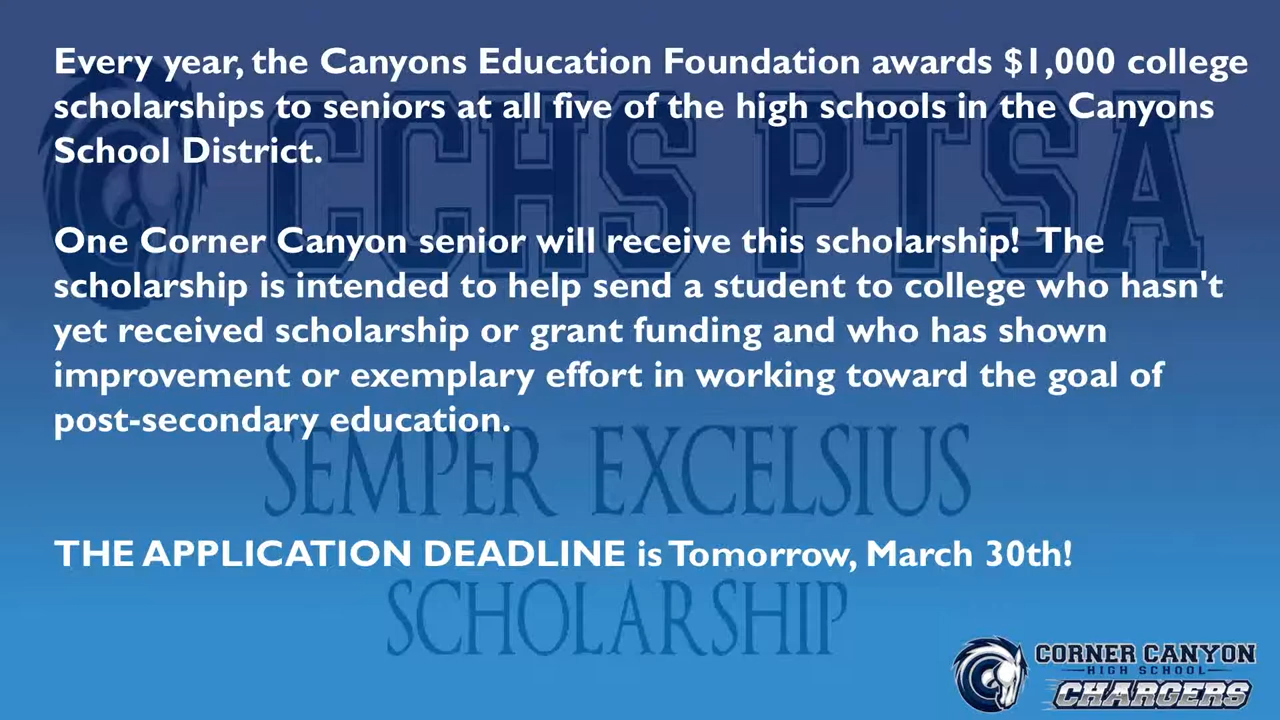 Every year, the Canyons Education Foundation awards $1,000 college
scholarships to seniors at all five of the high schools in the Canyons
School District.
CCHS PTSA
One Corner Canyon senior will receive this scholarship!  The
scholarship is intended to help send a student to college who hasn't
yet received scholarship or grant funding and who has shown
improvement or exemplary effort in working toward the goal of
post-secondary education.
SEMPER EXCELSIUS
THE APPLICATION DEADLINE is Tomorrow, March 30th!
SCHOLARSHIP
CORNER CANYON
HIGH SCHOOL
CHARGERS